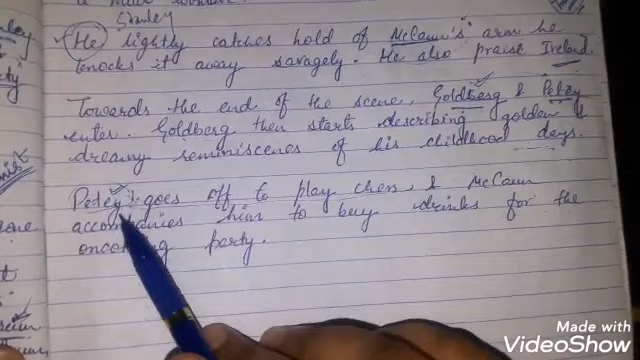 Stanley
He lightly catches hold of McCann's arm he
knocks it away savagely. He also praise Ireland.
Towards the end of the scene, Goldberg & Petey
enter. Goldberg then starts describing golden &
dreamy reminiscenes of his childhood days.
Petey goes off to play chess, & McCann
accompanies him to buy drinks for the
oncoming party.
Made with
VideoShow